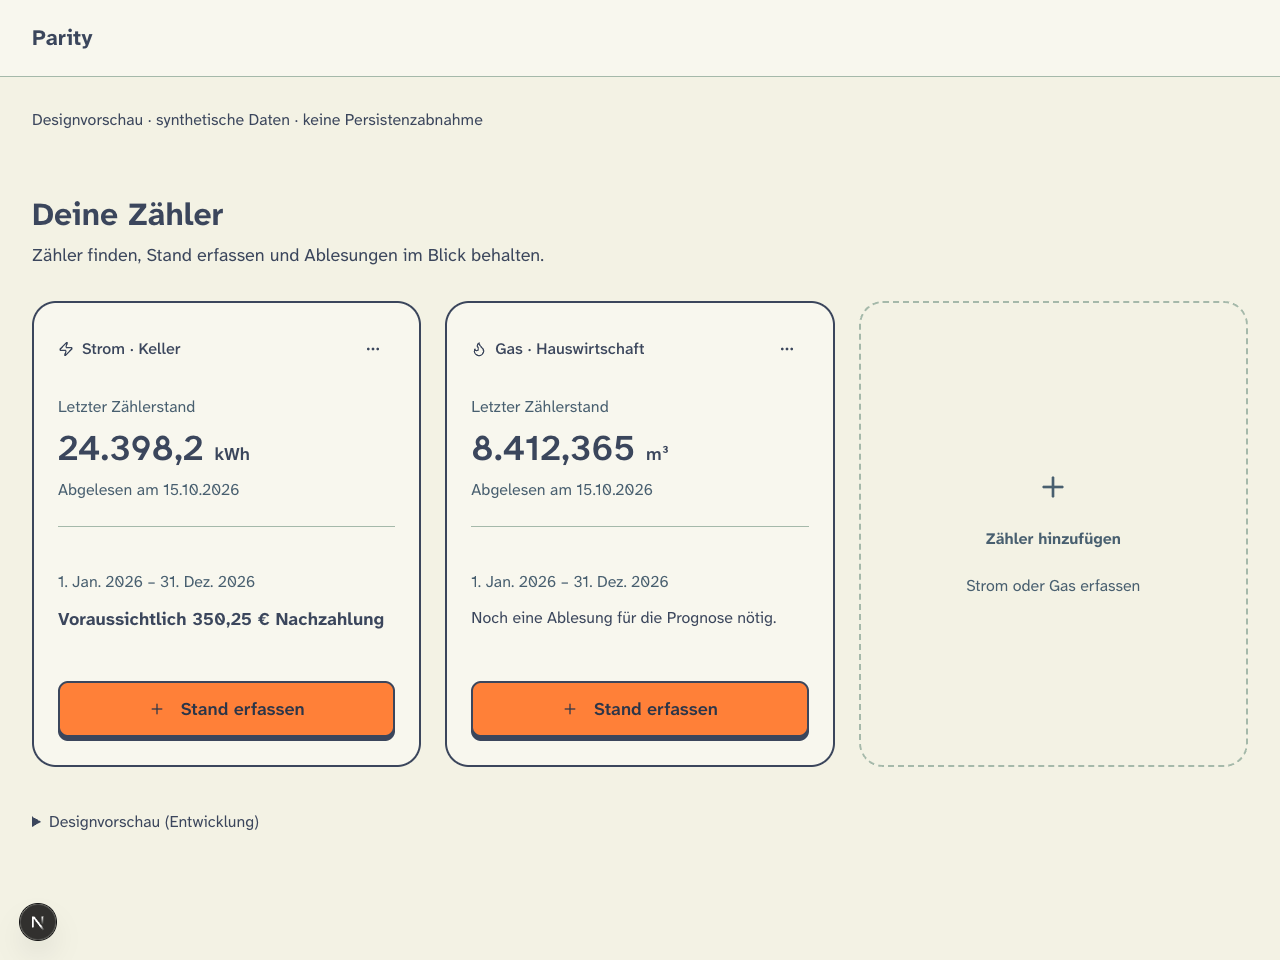 Parity
Designvorschau · synthetische Daten · keine Persistenzabnahme
Deine Zähler
Zähler finden, Stand erfassen und Ablesungen im Blick behalten.
Strom · Keller
Letzter Zählerstand
24.398,2 kWh
Abgelesen am 15.10.2026
1. Jan. 2026 – 31. Dez. 2026
Voraussichtlich 350,25 € Nachzahlung
+ Stand erfassen
Gas · Hauswirtschaft
Letzter Zählerstand
8.412,365 m³
Abgelesen am 15.10.2026
1. Jan. 2026 – 31. Dez. 2026
Noch eine Ablesung für die Prognose nötig.
+ Stand erfassen
+
Zähler hinzufügen
Strom oder Gas erfassen
Designvorschau (Entwicklung)
N